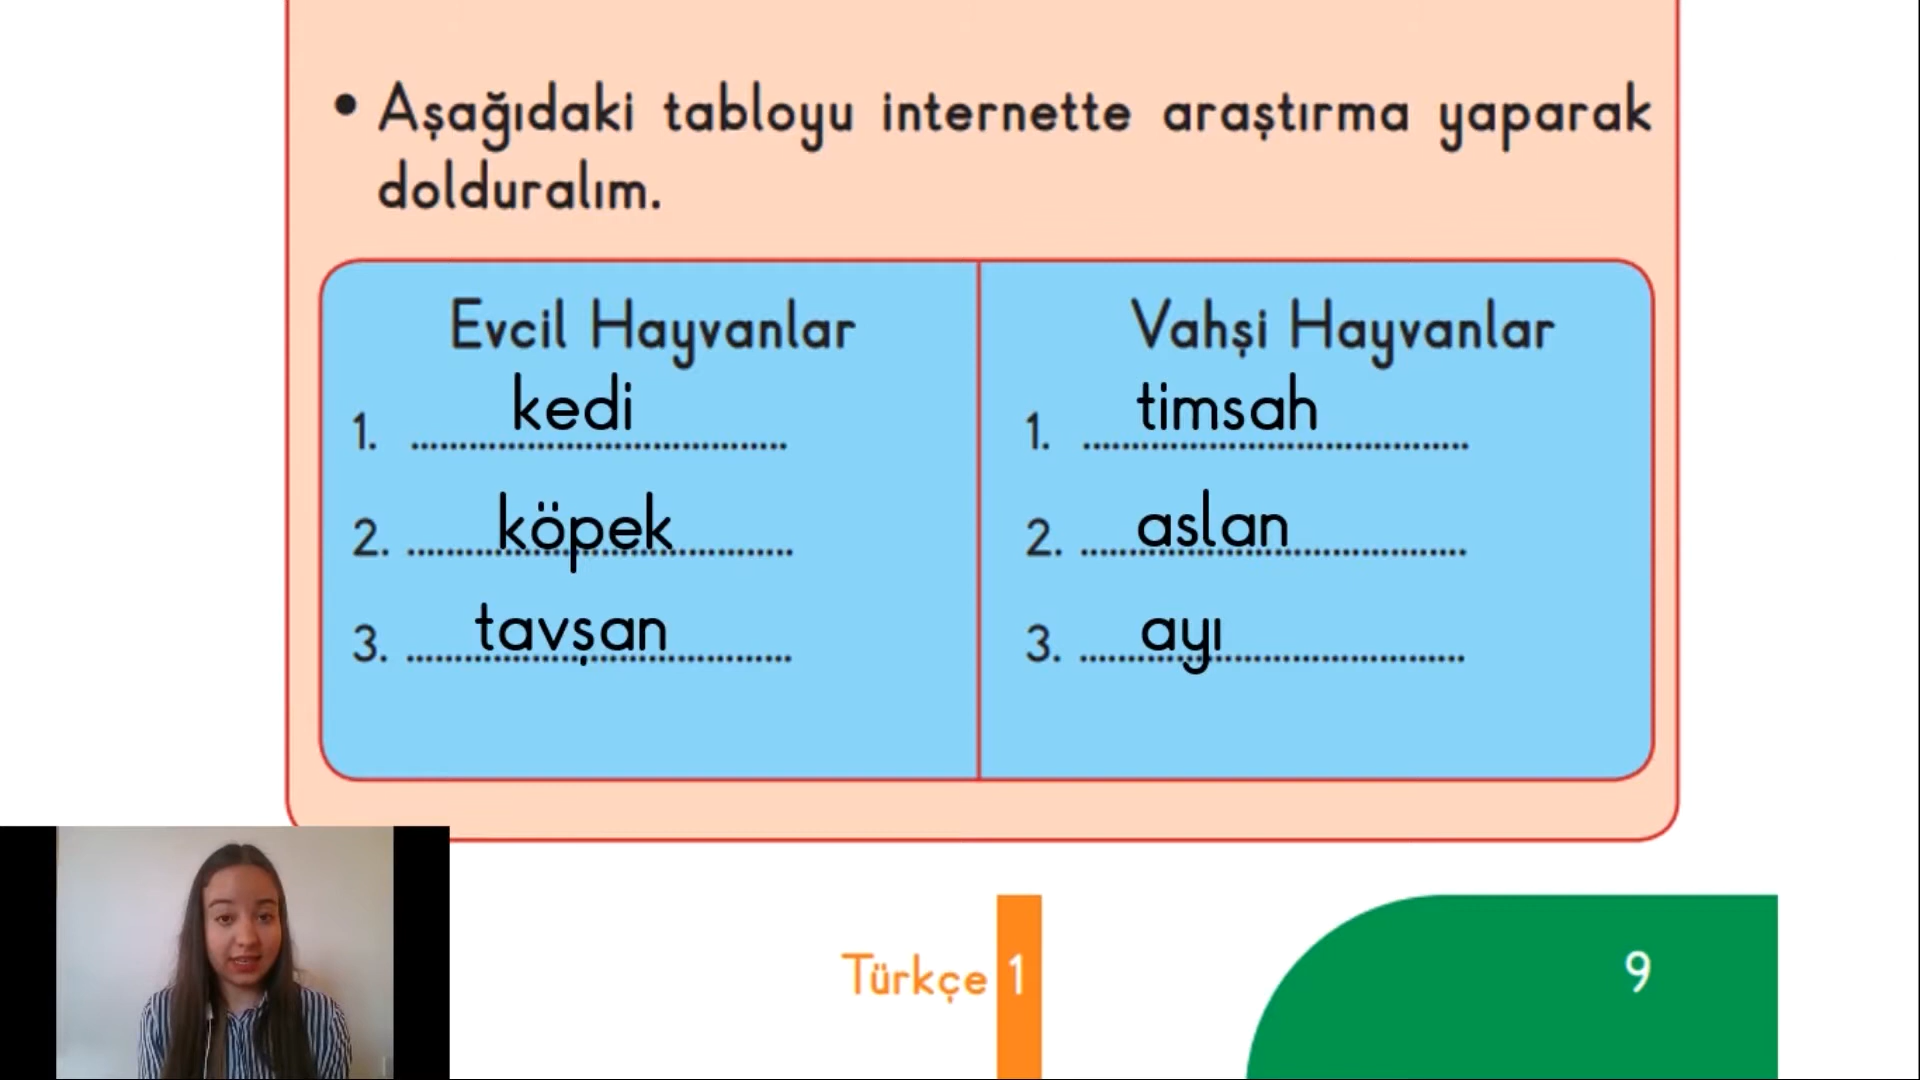 • Aşağıdaki tabloyu internette araştırma yaparak
dolduralım.
Evcil Hayvanlar
1. kedi
2. köpek
3. tavşan
Vahşi Hayvanlar
1. timsah
2. aslan
3. ayı
Türkçe 1
9